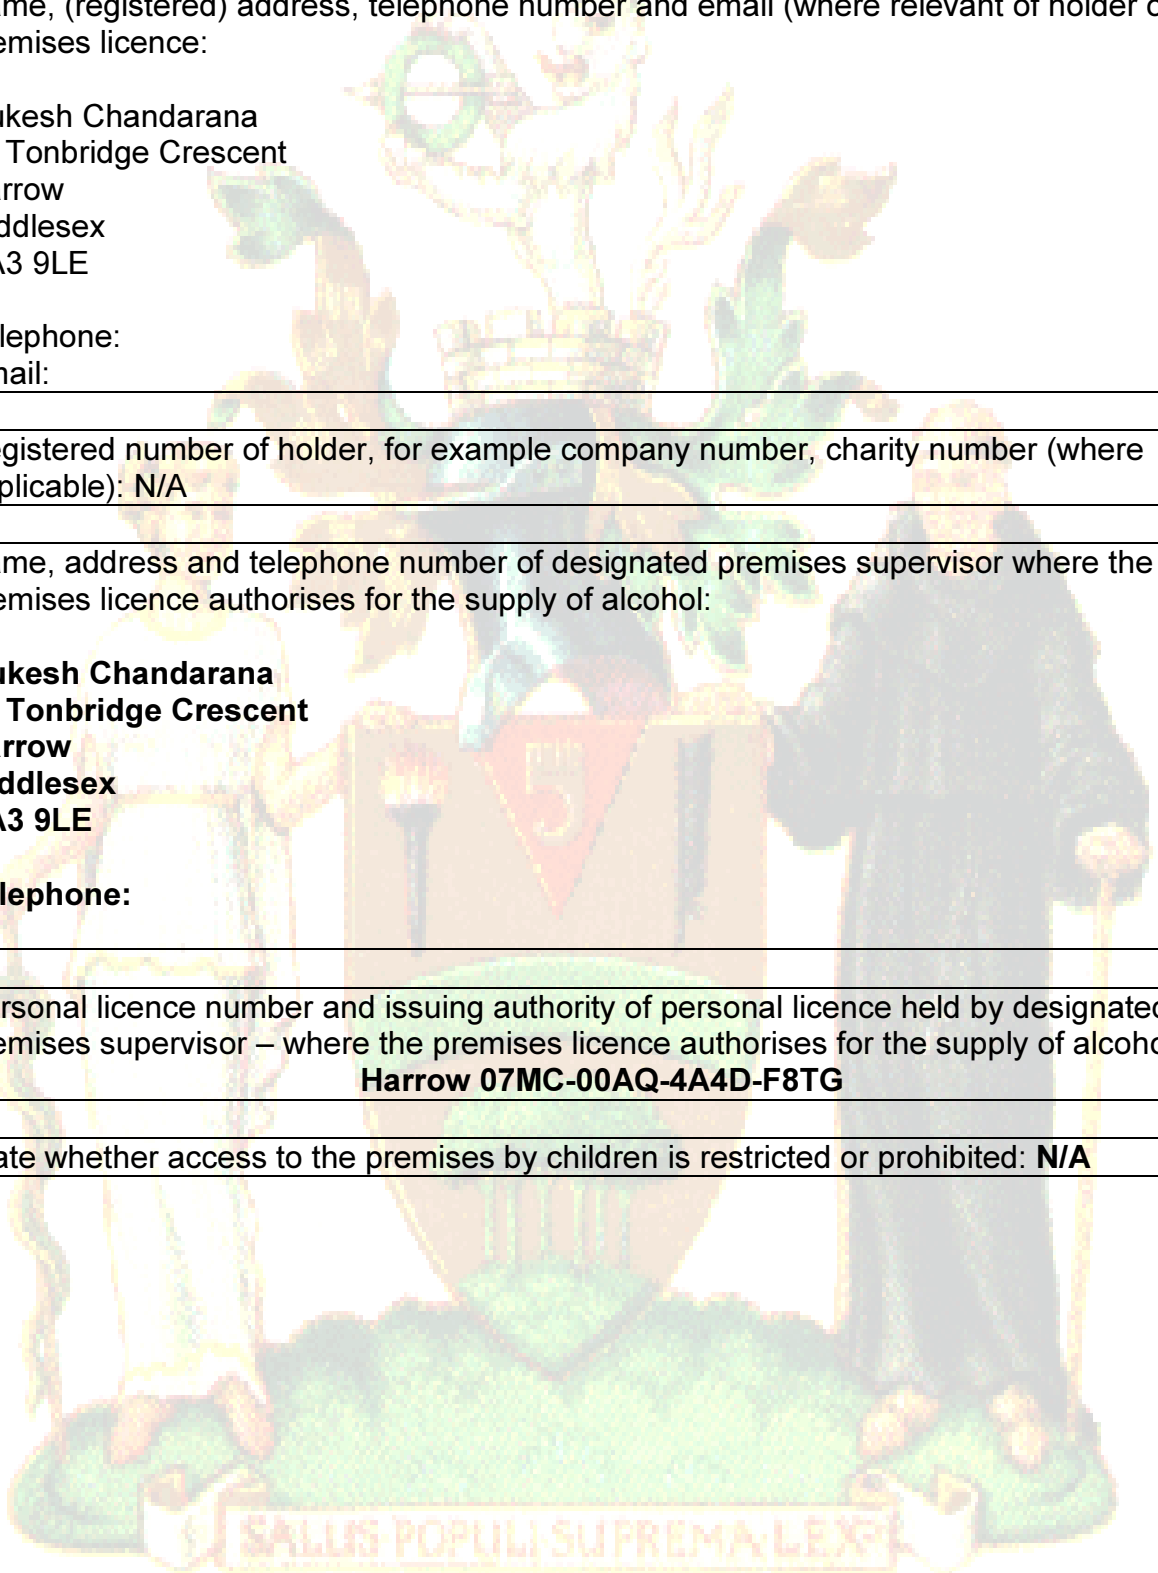 ame, (registered) address, telephone number and email (where relevant of holder o
emises licence:
ukesh Chandarana
Tonbridge Crescent
arrow
ddlesex
A3 9LE
lephone:
mail:
egistered number of holder, for example company number, charity number (where
plicable): N/A
ame, address and telephone number of designated premises supervisor where the
emises licence authorises for the supply of alcohol:
ukesh Chandarana
Tonbridge Crescent
arrow
ddlesex
A3 9LE
lephone:
rsonal licence number and issuing authority of personal licence held by designated
emises supervisor – where the premises licence authorises for the supply of alcoho
Harrow 07MC-00AQ-4A4D-F8TG
ate whether access to the premises by children is restricted or prohibited: N/A
SALUS POPULI SUPREMA LEX